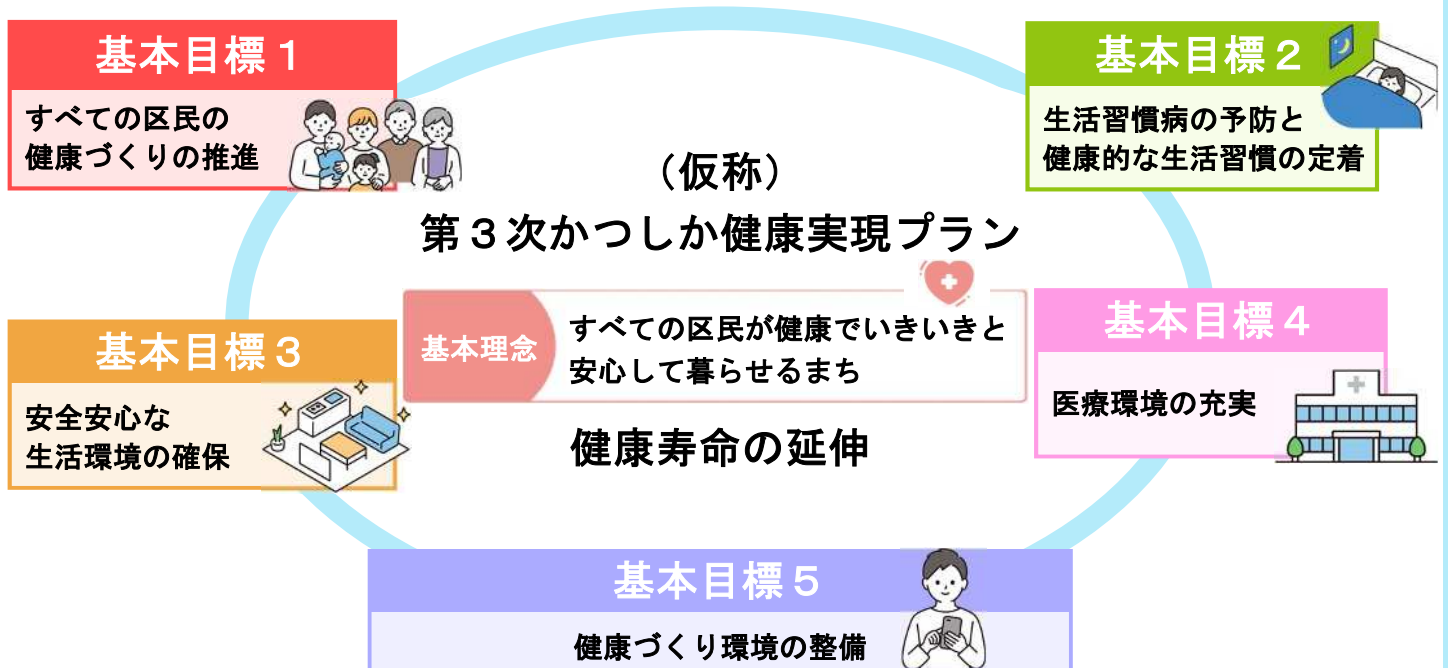 基本目標1
すべての区民の
健康づくりの推進
基本目標2
生活習慣病の予防と
健康的な生活習慣の定着
（仮称）
第3次かつしか健康実現プラン
基本理念
すべての区民が健康でいきいきと
安心して暮らせるまち
健康寿命の延伸
基本目標3
安全安心な
生活環境の確保
基本目標4
医療環境の充実
基本目標5
健康づくり環境の整備